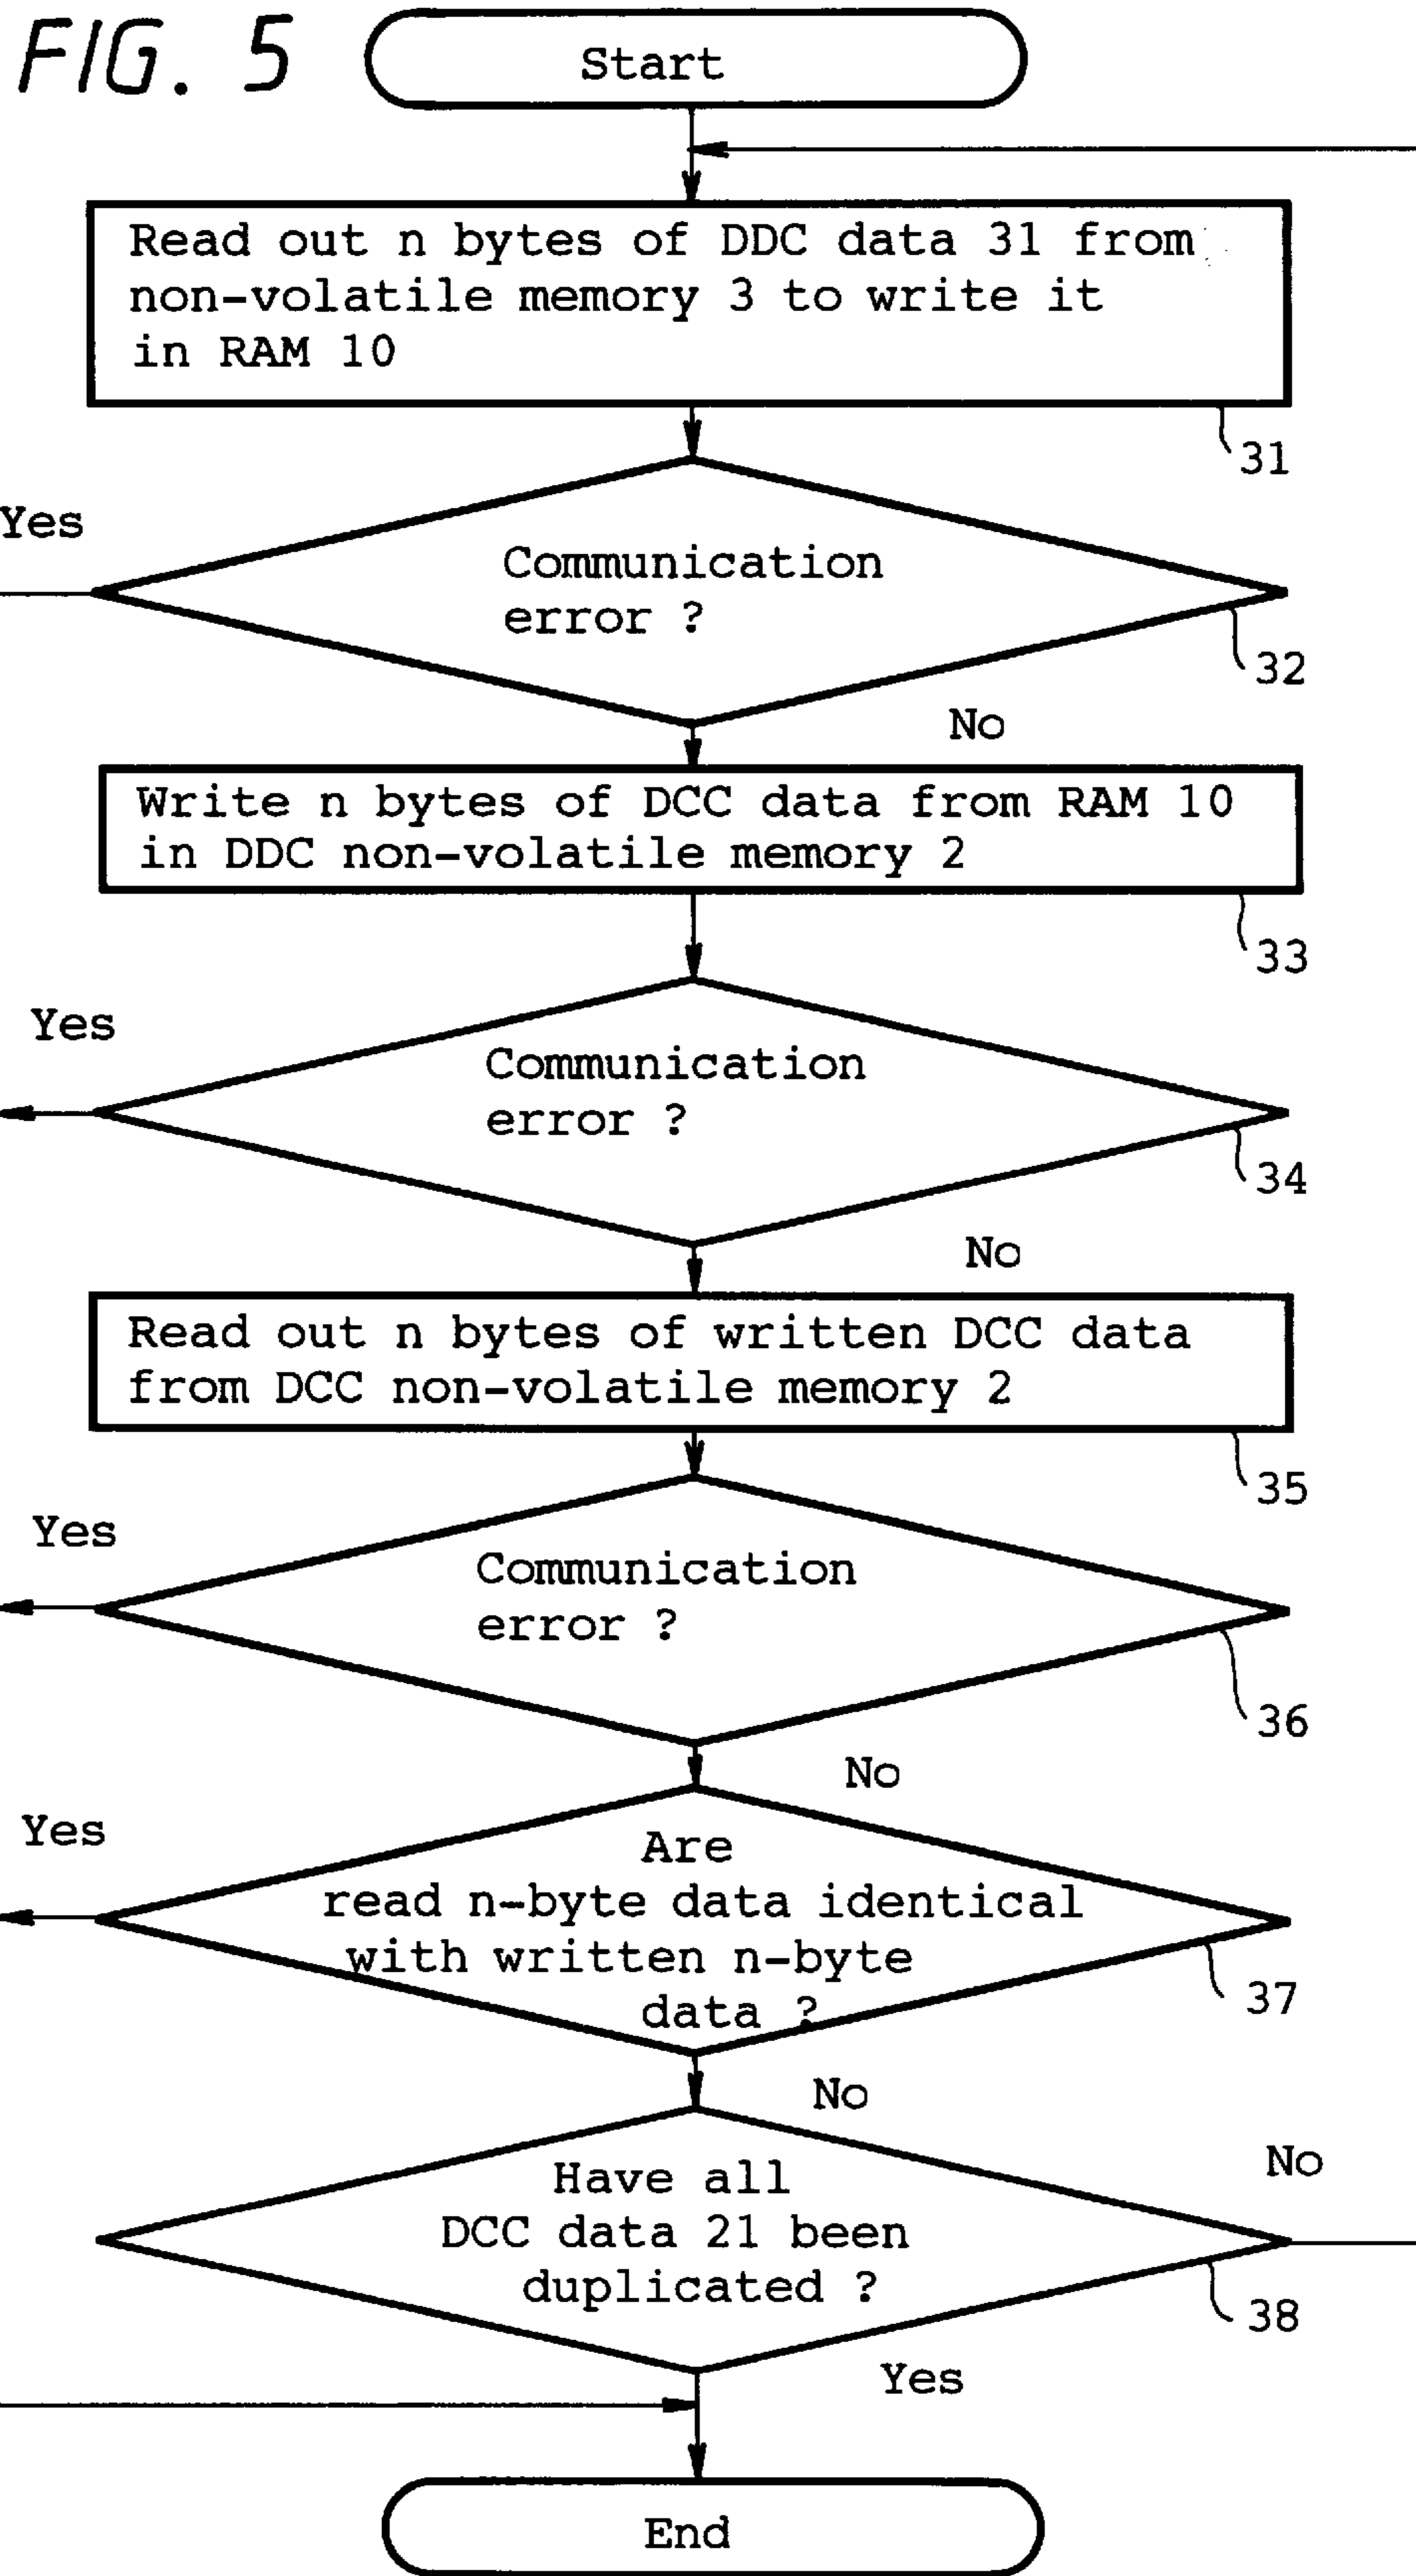 FIG. 5
Start
Read out n bytes of DDC data 31 from
non-volatile memory 3 to write it
in RAM 10
31
Yes
Communication
error ?
32
No
Write n bytes of DCC data from RAM 10
in DDC non-volatile memory 2
33
Yes
Communication
error ?
34
No
Read out n bytes of written DCC data
from DCC non-volatile memory 2
35
Yes
Communication
error ?
36
No
Yes
Are
read n-byte data identical
with written n-byte
data ?
37
No
No
Have all
DCC data 21 been
duplicated ?
38
Yes
End